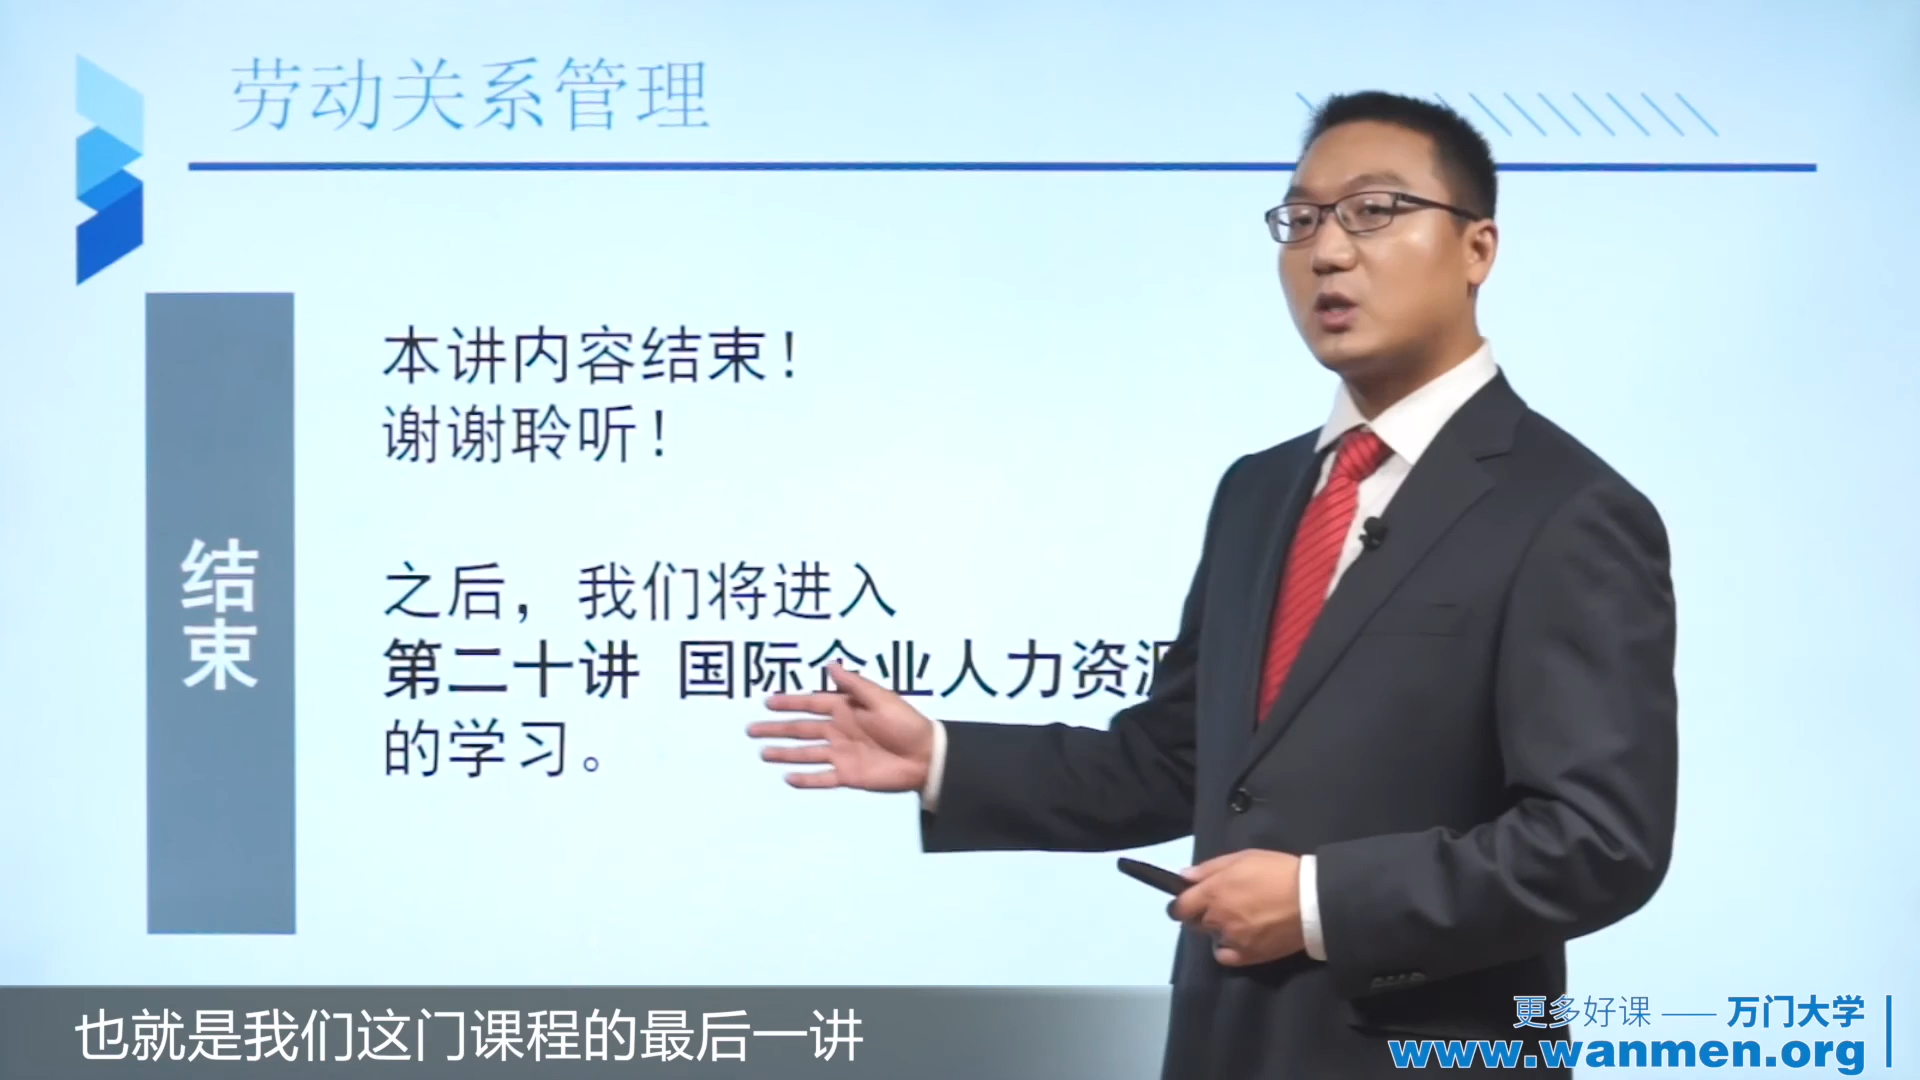 劳动关系管理
本讲内容结束！
谢谢聆听！
之后，我们将进入
第二十讲 国际企业人力资
的学习。
结束
也就是我们这门课程的最后一讲
更多好课 —— 万门大学
www.wanmen.org